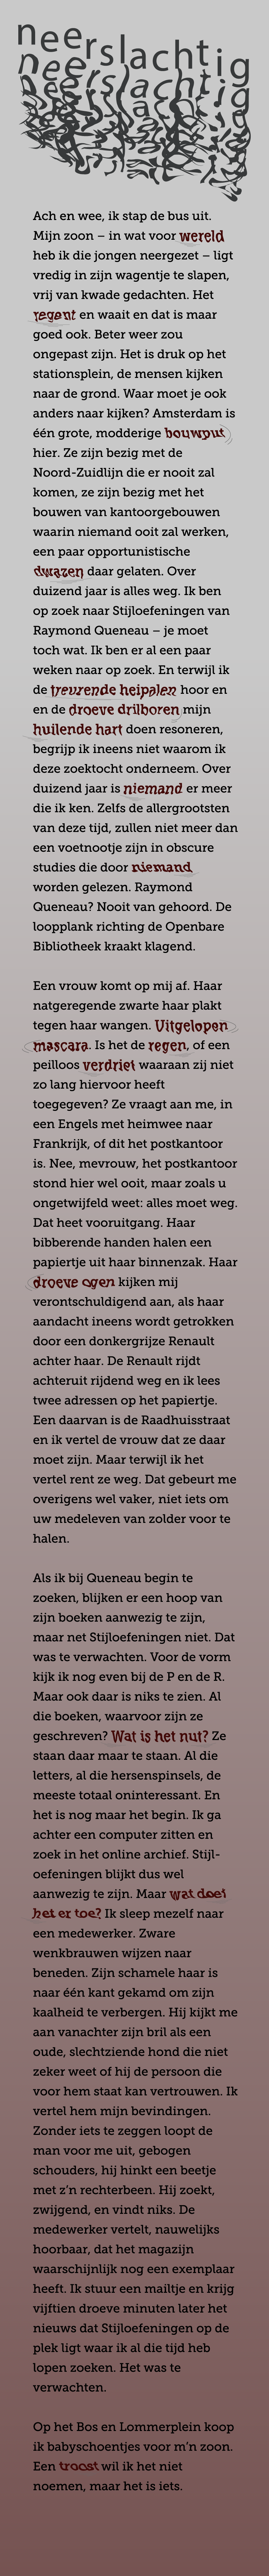 neerslachtig
neerslachtig
Ach en wee, ik stap de bus uit.
Mijn zoon – in wat voor wereld
heb ik die jongen neergezet – ligt
vredig in zijn wagentje te slapen,
vrij van kwade gedachten. Het
regent en waait en dat is maar
goed ook. Beter weer zou
ongepast zijn. Het is druk op het
stationsplein, de mensen kijken
naar de grond. Waar moet je ook
anders naar kijken? Amsterdam is
één grote, modderige bouwput
hier. Ze zijn bezig met de
Noord-Zuidlijn die er nooit zal
komen, ze zijn bezig met het
bouwen van kantoorgebouwen
waarin niemand ooit zal werken,
een paar opportunistische
dwazen daar gelaten. Over
duizend jaar is alles weg. Ik ben
op zoek naar Stijloefeningen van
Raymond Queneau – je moet
toch wat. Ik ben er al een paar
weken naar op zoek. En terwijl ik
de treurende heipalen hoor en
en de droeve drilboren mijn
huilende hart doen resoneren,
begrijp ik ineens niet waarom ik
deze zoektocht onderneem. Over
duizend jaar is niemand er meer
die ik ken. Zelfs de allergrootsten
van deze tijd, zullen niet meer dan
een voetnootje zijn in obscure
studies die door niemand
worden gelezen. Raymond
Queneau? Nooit van gehoord. De
loopplank richting de Openbare
Bibliotheek kraakt klagend.
Een vrouw komt op mij af. Haar
natgeregende zwarte haar plakt
tegen haar wangen. Uitgelopen
mascara. Is het de regen, of een
peilloos verdriet waaraan zij niet
zo lang hiervoor heeft
toegegeven? Ze vraagt aan me, in
een Engels met heimwee naar
Frankrijk, of dit het postkantoor
is. Nee, mevrouw, het postkantoor
stond hier wel ooit, maar zoals u
ongetwijfeld weet: alles moet weg.
Dat heet vooruitgang. Haar
bibberende handen halen een
papiertje uit haar binnenzak. Haar
droeve ogen kijken mij
verontschuldigend aan, als haar
aandacht ineens wordt getrokken
door een donkergrijze Renault
achter haar. De Renault rijdt
achteruit rijdend weg en ik lees
twee adressen op het papiertje.
Een daarvan is de Raadhuisstraat
en ik vertel de vrouw dat ze daar
moet zijn. Maar terwijl ik het
vertel rent ze weg. Dat gebeurt me
overigens wel vaker, niet iets om
uw medeleven van zolder voor te
halen.
Als ik bij Queneau begin te
zoeken, blijken er een hoop van
zijn boeken aanwezig te zijn,
maar net Stijloefeningen niet. Dat
was te verwachten. Voor de vorm
kijk ik nog even bij de P en de R.
Maar ook daar is niks te zien. Al
die boeken, waarvoor zijn ze
geschreven? Wat is het nut? Ze
staan daar maar te staan. Al die
letters, al die hersenspinsels, de
meeste totaal oninteressant. En
het is nog maar het begin. Ik ga
achter een computer zitten en
zoek in het online archief. Stijl-
oefeningen blijkt dus wel
aanwezig te zijn. Maar wat doet
het er toe? Ik sleep mezelf naar
een medewerker. Zware
wenkbrauwen wijzen naar
beneden. Zijn schamele haar is
naar één kant gekamd om zijn
kaalheid te verbergen. Hij kijkt me
aan vanachter zijn bril als een
oude, slechtziende hond die niet
zeker weet of hij de persoon die
voor hem staat kan vertrouwen. Ik
vertel hem mijn bevindingen.
Zonder iets te zeggen loopt de
man voor me uit, gebogen
schouders, hij hinkt een beetje
met z'n rechterbeen. Hij zoekt,
zwijgend, en vindt niks. De
medewerker vertelt, nauwelijks
hoorbaar, dat het magazijn
waarschijnlijk nog een exemplaar
heeft. Ik stuur een mailtje en krijg
vijftien droeve minuten later het
nieuws dat Stijloefeningen op de
plek ligt waar ik al die tijd heb
lopen zoeken. Het was te
verwachten.
Op het Bos en Lommerplein koop
ik babyschoentjes voor m'n zoon.
Een troost wil ik het niet
noemen, maar het is iets.